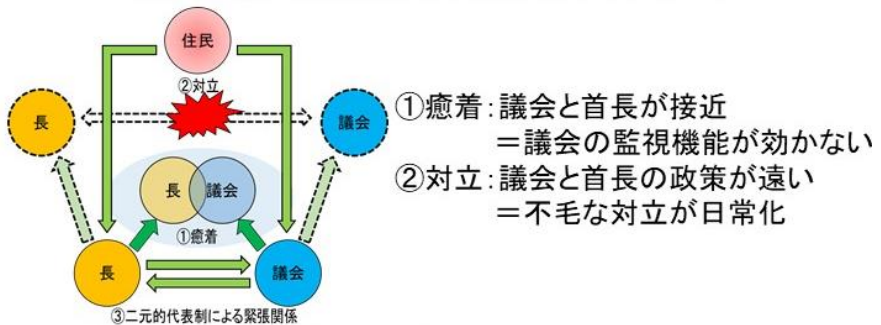 住民
②対立
長
議会
長
議会
①癒着
長
議会
③二元的代表制による緊張関係
①癒着:議会と首長が接近
=議会の監視機能が効かない
②対立:議会と首長の政策が遠い
=不毛な対立が日常化